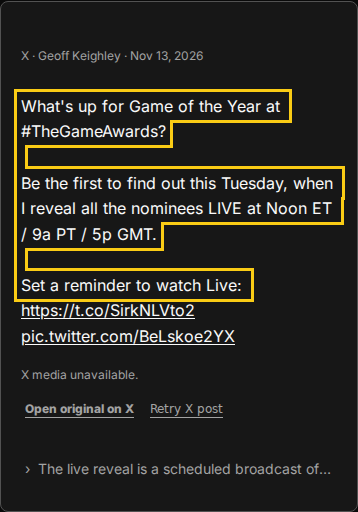 X · Geoff Keighley · Nov 13, 2026
What's up for Game of the Year at
#TheGameAwards?
Be the first to find out this Tuesday, when
I reveal all the nominees LIVE at Noon ET
/ 9a PT / 5p GMT.
Set a reminder to watch Live:
https://t.co/SirkNLVto2
pic.twitter.com/BeLskoe2YX
X media unavailable.
Open original on X Retry X post
› The live reveal is a scheduled broadcast of...